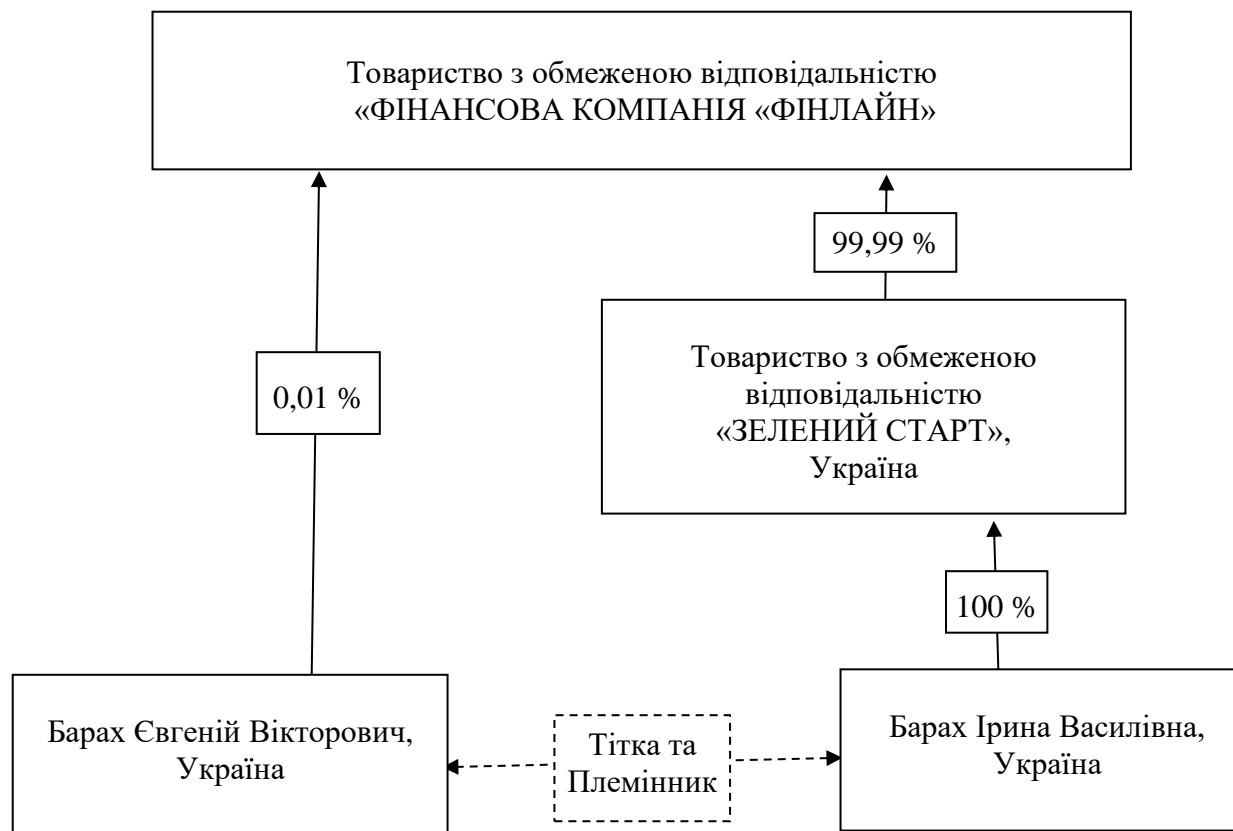 Товариство з обмеженою відповідальністю
«ФІНАНСОВА КОМПАНІЯ «ФІНЛАЙН»
99,99 %
0,01 %
Товариство з обмеженою
відповідальністю
«ЗЕЛЕНИЙ СТАРТ»,
Україна
100 %
Барах Євгеній Вікторович,
Україна
Тітка та
Племінник
Барах Ірина Василівна,
Україна